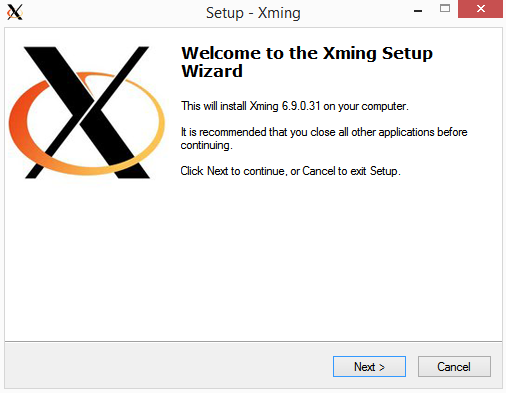 Setup - Xming
Welcome to the Xming Setup
Wizard
This will install Xming 6.9.0.31 on your computer.
It is recommended that you close all other applications before
continuing.
Click Next to continue, or Cancel to exit Setup.
Next >
Cancel